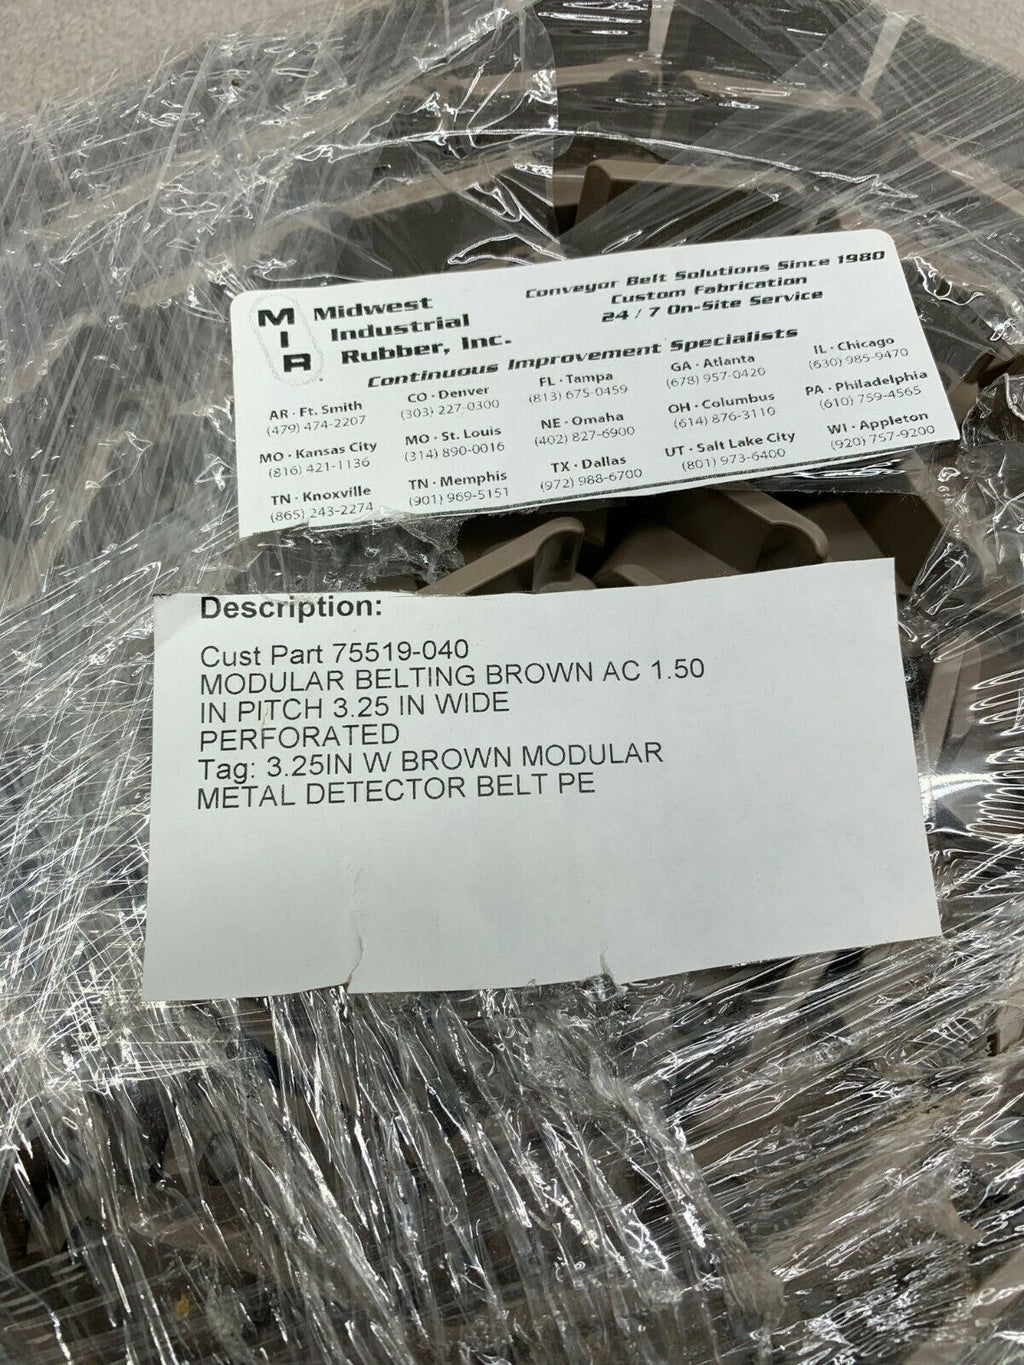 MIR
Midwest
Industrial
Rubber, Inc.
Conveyor Belt Solutions Since 1980
Custom Fabrication
24 / 7 On-Site Service
Continuous Improvement Specialists
AR · Ft. Smith
(479) 474-2207
CO · Denver
(303) 227-0300
FL · Tampa
(813) 675-0459
GA · Atlanta
(678) 957-0420
IL · Chicago
(630) 985-9470
MO · Kansas City
(816) 421-1136
MO · St. Louis
(314) 890-0016
NE · Omaha
(402) 827-6900
OH · Columbus
(614) 876-3110
PA · Philadelphia
(610) 759-4565
TN · Knoxville
(865) 243-2274
TN · Memphis
(901) 969-5151
TX · Dallas
(972) 988-6700
UT · Salt Lake City
(801) 973-6400
WI · Appleton
(920) 757-9200
Description:
Cust Part 75519-040
MODULAR BELTING BROWN AC 1.50
IN PITCH 3.25 IN WIDE
PERFORATED
Tag: 3.25IN W BROWN MODULAR
METAL DETECTOR BELT PE